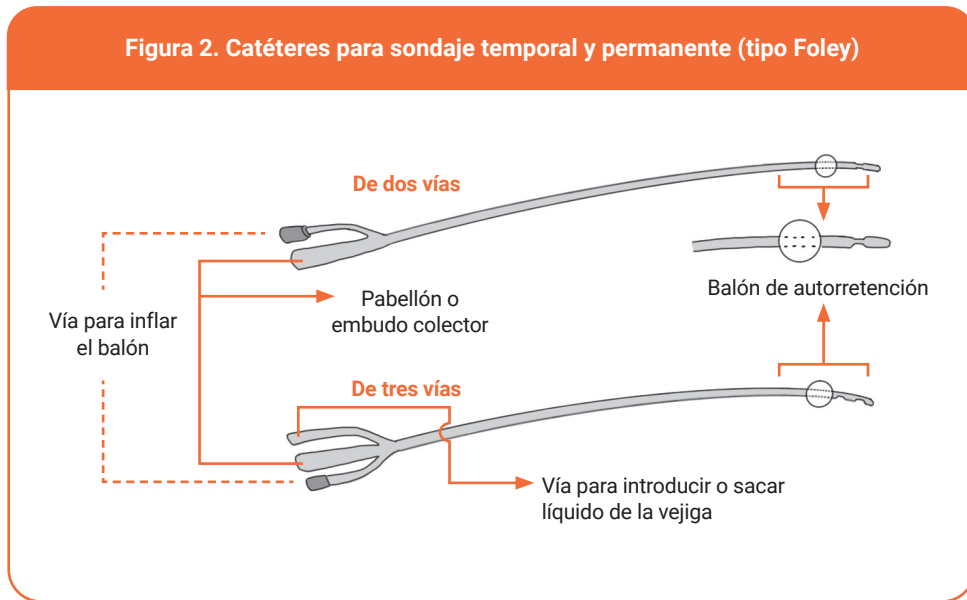 Figura 2. Catéteres para sondaje temporal y permanente (tipo Foley)
De dos vías
Balón de autorretención
Pabellón o
embudo colector
Vía para inflar
el balón
De tres vías
Vía para introducir o sacar
líquido de la vejiga